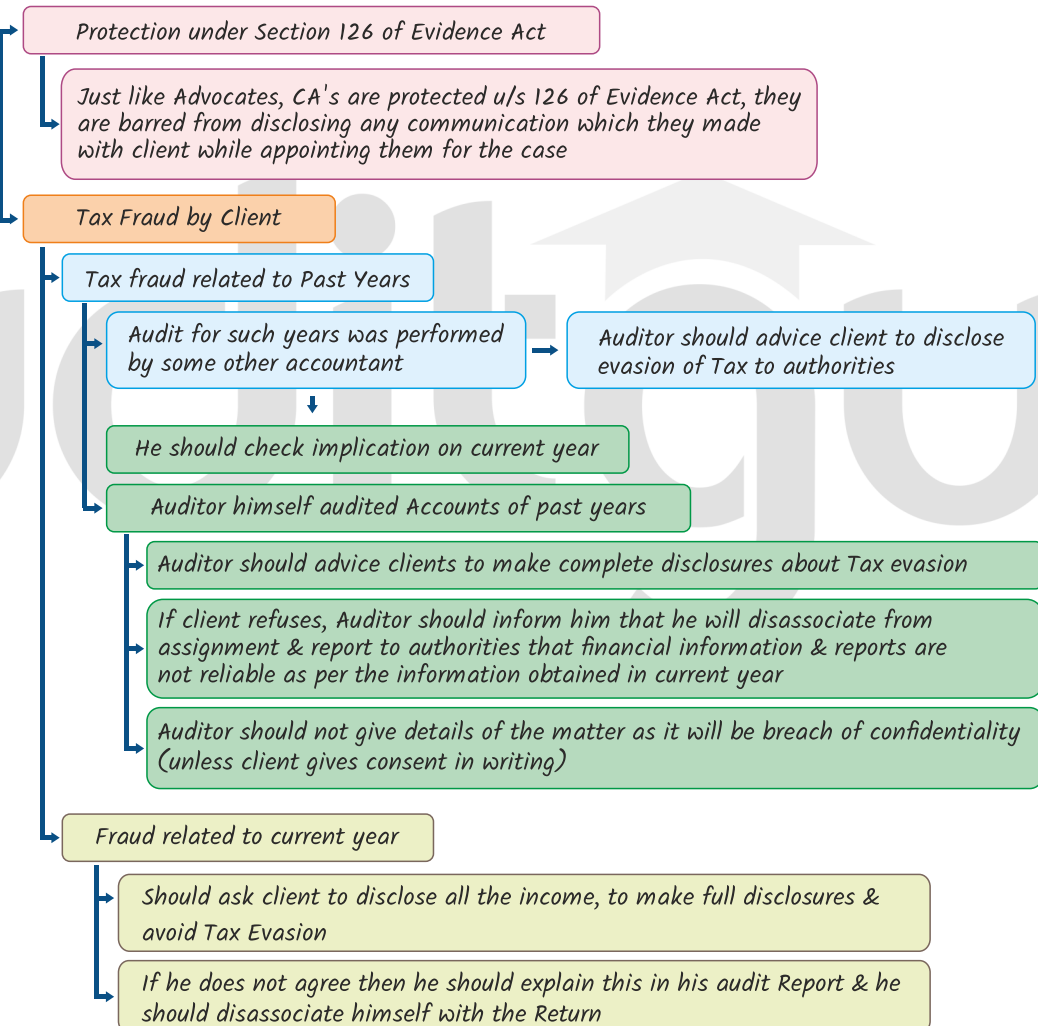 Protection under Section 126 of Evidence Act
Just like Advocates, CA's are protected u/s 126 of Evidence Act, they
are barred from disclosing any communication which they made
with client while appointing them for the case
Tax Fraud by Client
Tax fraud related to Past Years
Audit for such years was performed
by some other accountant
Auditor should advice client to disclose
evasion of Tax to authorities
He should check implication on current year
Auditor himself audited Accounts of past years
Auditor should advice clients to make complete disclosures about Tax evasion
If client refuses, Auditor should inform him that he will disassociate from
assignment & report to authorities that financial information & reports are
not reliable as per the information obtained in current year
Auditor should not give details of the matter as it will be breach of confidentiality
(unless client gives consent in writing)
Fraud related to current year
Should ask client to disclose all the income, to make full disclosures &
avoid Tax Evasion
If he does not agree then he should explain this in his audit Report & he
should disassociate himself with the Return